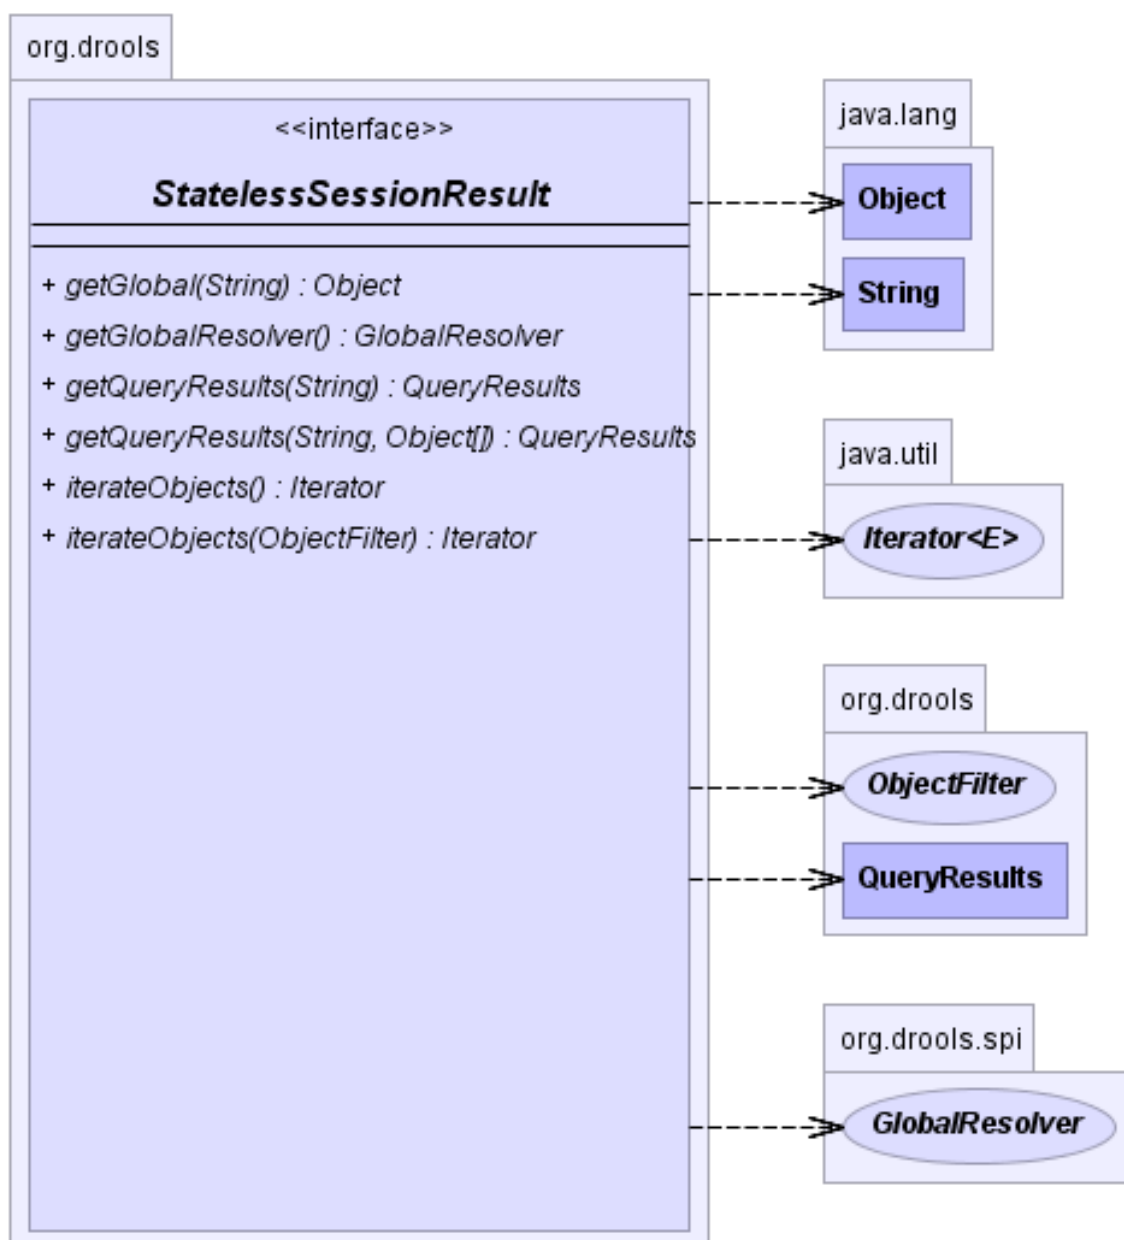 org.drools
<<interface>>
StatelessSessionResult
+ getGlobal(String) : Object
+ getGlobalResolver() : GlobalResolver
+ getQueryResults(String) : QueryResults
+ getQueryResults(String, Object[]) : QueryResults
+ iterateObjects() : Iterator
+ iterateObjects(ObjectFilter) : Iterator
java.lang
Object
String
java.util
Iterator<E>
org.drools
ObjectFilter
QueryResults
org.drools.spi
GlobalResolver